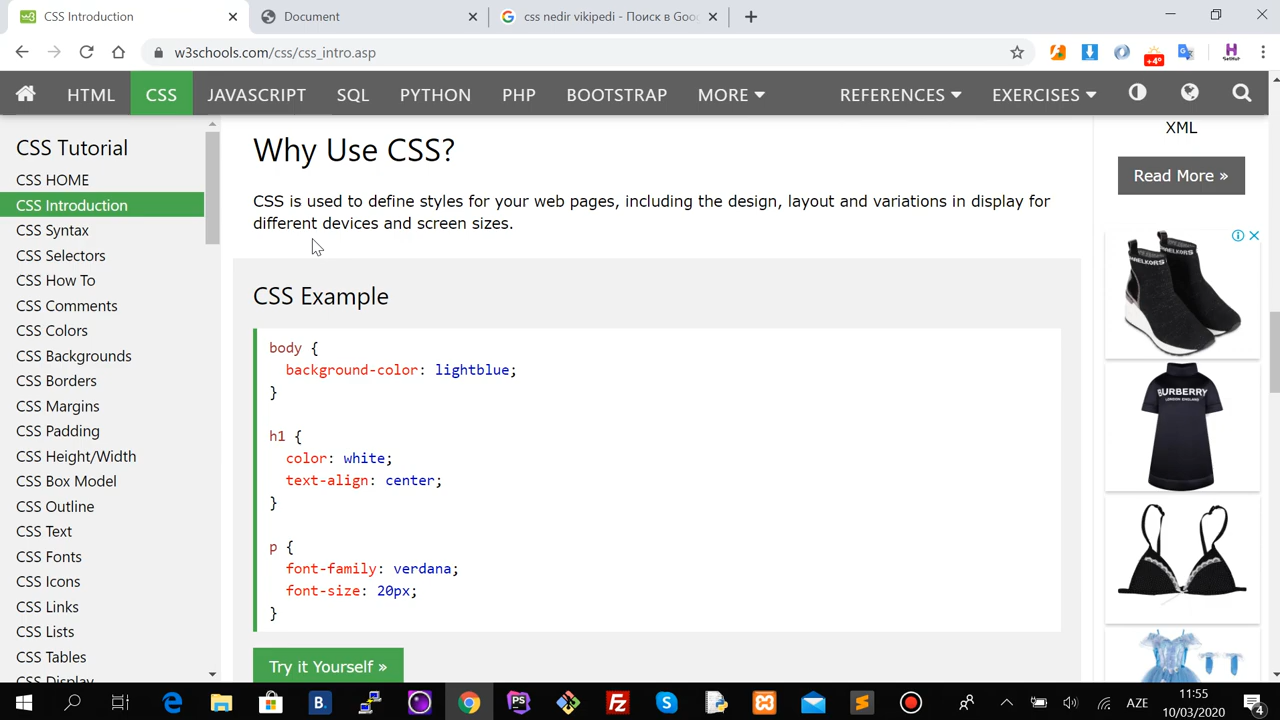 CSS Introduction
Document
css nedir vikipedi - Поиск в Goo
w3schools.com/css/css_intro.asp
+4°
HTML CSS JAVASCRIPT SQL PYTHON PHP BOOTSTRAP MORE REFERENCES EXERCISES
CSS Tutorial
CSS HOME
CSS Introduction
CSS Syntax
CSS Selectors
CSS How To
CSS Comments
CSS Colors
CSS Backgrounds
CSS Borders
CSS Margins
CSS Padding
CSS Height/Width
CSS Box Model
CSS Outline
CSS Text
CSS Fonts
CSS Icons
CSS Links
CSS Lists
CSS Tables
CSS Display
Why Use CSS?
CSS is used to define styles for your web pages, including the design, layout and variations in display for
different devices and screen sizes.
CSS Example
body {
background-color: lightblue;
}
h1 {
color: white;
text-align: center;
}
p {
font-family: verdana;
font-size: 20px;
}
Try it Yourself »
XML
Read More »
BURBERRY
LONDON ENGLAND
AZE
11:55
10/03/2020
4